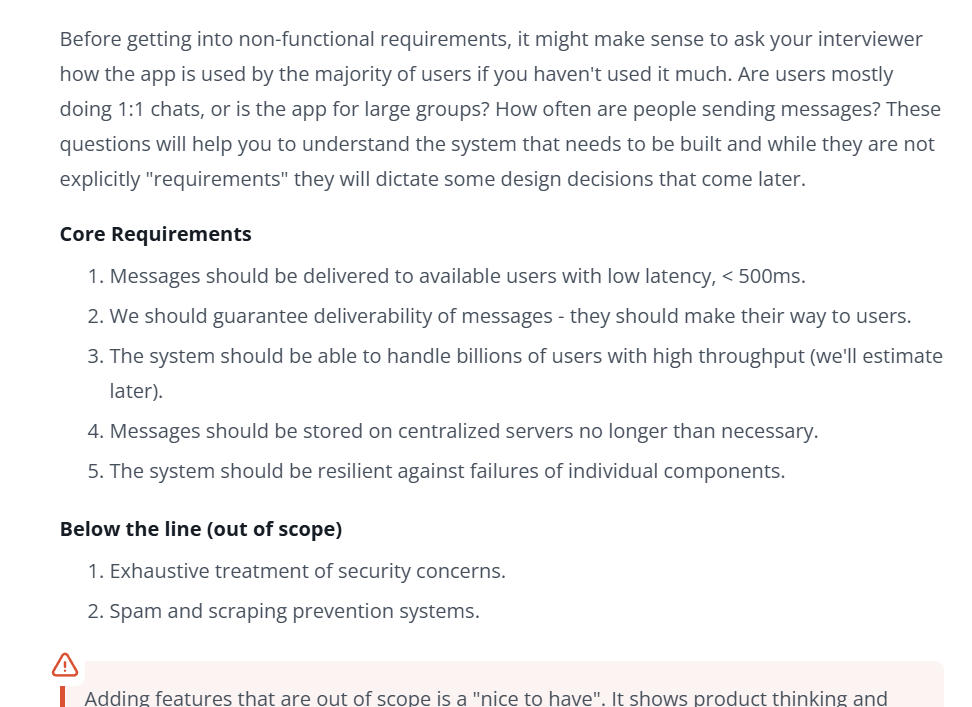 Before getting into non-functional requirements, it might make sense to ask your interviewer
how the app is used by the majority of users if you haven't used it much. Are users mostly
doing 1:1 chats, or is the app for large groups? How often are people sending messages? These
questions will help you to understand the system that needs to be built and while they are not
explicitly "requirements" they will dictate some design decisions that come later.
Core Requirements
1. Messages should be delivered to available users with low latency, < 500ms.
2. We should guarantee deliverability of messages - they should make their way to users.
3. The system should be able to handle billions of users with high throughput (we'll estimate
later).
4. Messages should be stored on centralized servers no longer than necessary.
5. The system should be resilient against failures of individual components.
Below the line (out of scope)
1. Exhaustive treatment of security concerns.
2. Spam and scraping prevention systems.
Adding features that are out of scope is a "nice to have". It shows product thinking and